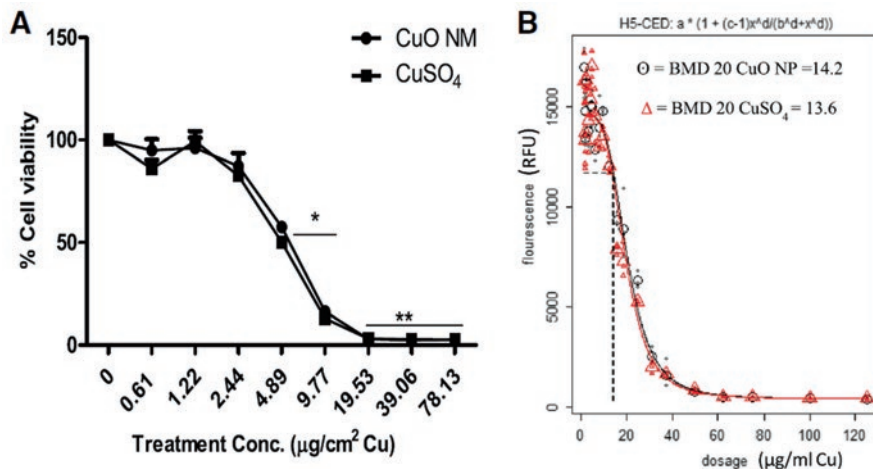 A
150
100
50
0
% Cell viability
CuO NM
CuSO₄
*
**
0 0.61 1.22 2.44 4.89 9.77 19.53 39.06 78.13
Treatment Conc. (μg/cm² Cu)
B
H5-CED: a * (1 + (c-1)x^d/(b^d+x^d))
= BMD 20 CuO NP =14.2
= BMD 20 CuSO₄= 13.6
15000
10000
5000
0
flourescence (RFU)
0 20 40 60 80 100 120
dosage (μg/ml Cu)